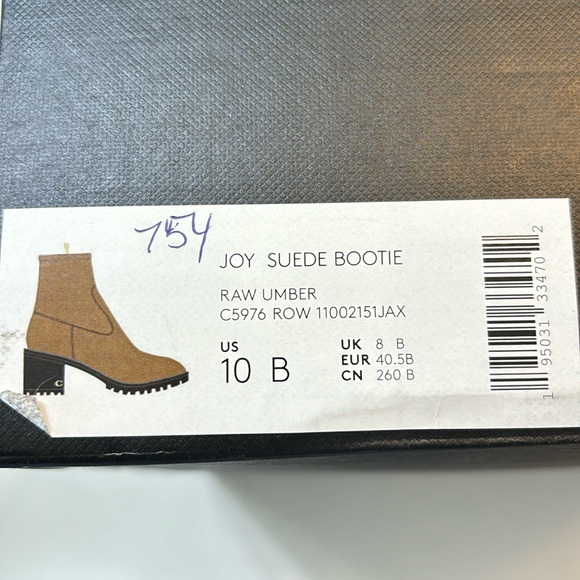 754
JOY SUEDE BOOTIE
RAW UMBER
C5976 ROW 11002151JAX
US
10 B
UK 8 B
EUR 40.5B
CN 260 B
C
1 95031 33470 2